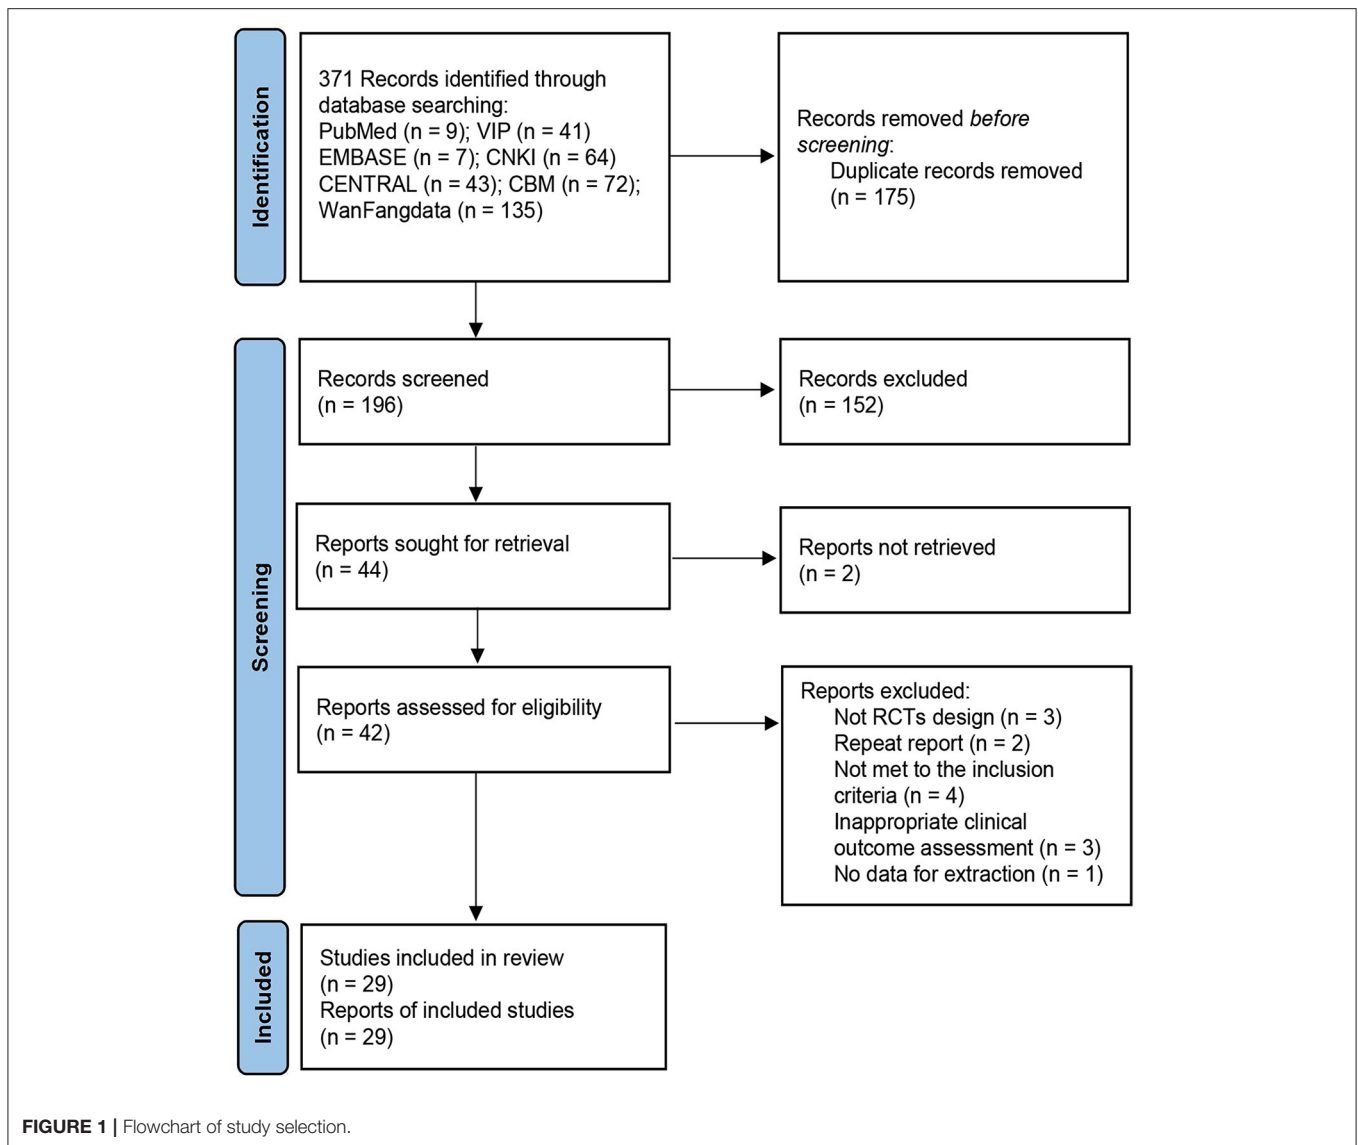 Identification
371 Records identified through
database searching:
PubMed (n = 9); VIP (n = 41)
EMBASE (n = 7); CNKI (n = 64)
CENTRAL (n = 43); CBM (n = 72);
WanFangdata (n = 135)
Records removed before
screening:
Duplicate records removed
(n = 175)
Screening
Records screened
(n = 196)
Records excluded
(n = 152)
Reports sought for retrieval
(n = 44)
Reports not retrieved
(n = 2)
Reports assessed for eligibility
(n = 42)
Reports excluded:
Not RCTs design (n = 3)
Repeat report (n = 2)
Not met to the inclusion
criteria (n = 4)
Inappropriate clinical
outcome assessment (n = 3)
No data for extraction (n = 1)
Included
Studies included in review
(n = 29)
Reports of included studies
(n = 29)
FIGURE 1 | Flowchart of study selection.